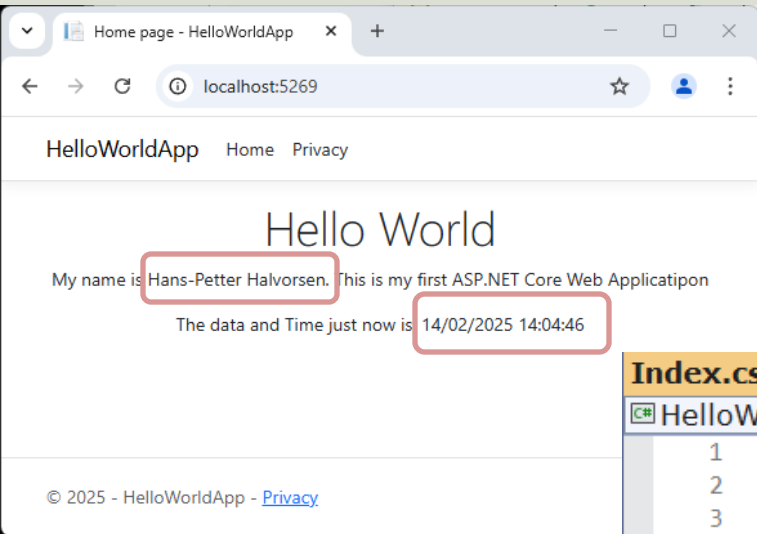 Home page - HelloWorldApp
localhost:5269
HelloWorldApp Home Privacy
Hello World
My name is Hans-Petter Halvorsen. This is my first ASP.NET Core Web Applicatipon
The data and Time just now is 14/02/2025 14:04:46
Index.cs
C# HelloW
1
2
3
© 2025 - HelloWorldApp - Privacy